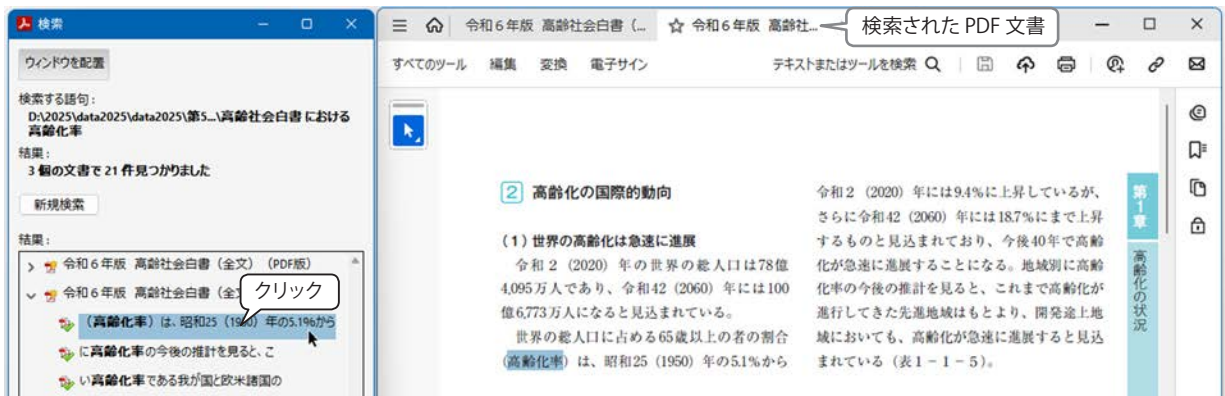 検索
ウィンドウを配置
検索する語句 :
D:\2025\data2025\data2025\第5...\高齢社会白書 における
高齢化率
結果 :
3 個の文書で 21 件見つかりました
新規検索
結果 :
令和６年版 高齢社会白書（全文）（PDF版）
令和６年版 高齢社会白書（全
クリック
（高齢化率）は、昭和25（1950）年の5.1%から
に高齢化率の今後の推計を見ると、こ
い高齢化率である我が国と欧米諸国の
令和６年版 高齢社会白書（...
令和６年版 高齢社...
検索された PDF 文書
すべてのツール 編集 変換 電子サイン
テキストまたはツールを検索
2 高齢化の国際的動向
（1）世界の高齢化は急速に進展
令和２（2020）年の世界の総人口は78億
4,095万人であり、令和42（2060）年には100
億6,773万人になると見込まれている。
世界の総人口に占める65歳以上の者の割合
（高齢化率）は、昭和25（1950）年の5.1%から
令和２（2020）年には9.4%に上昇しているが、
さらに令和42（2060）年には18.7%にまで上昇
するものと見込まれており、今後40年で高齢
化が急速に進展することになる。地域別に高齢
化率の今後の推計を見ると、これまで高齢化が
進行してきた先進地域はもとより、開発途上地
域においても、高齢化が急速に進展すると見込
まれている（表１－１－５）。
第１章
高齢化の状況